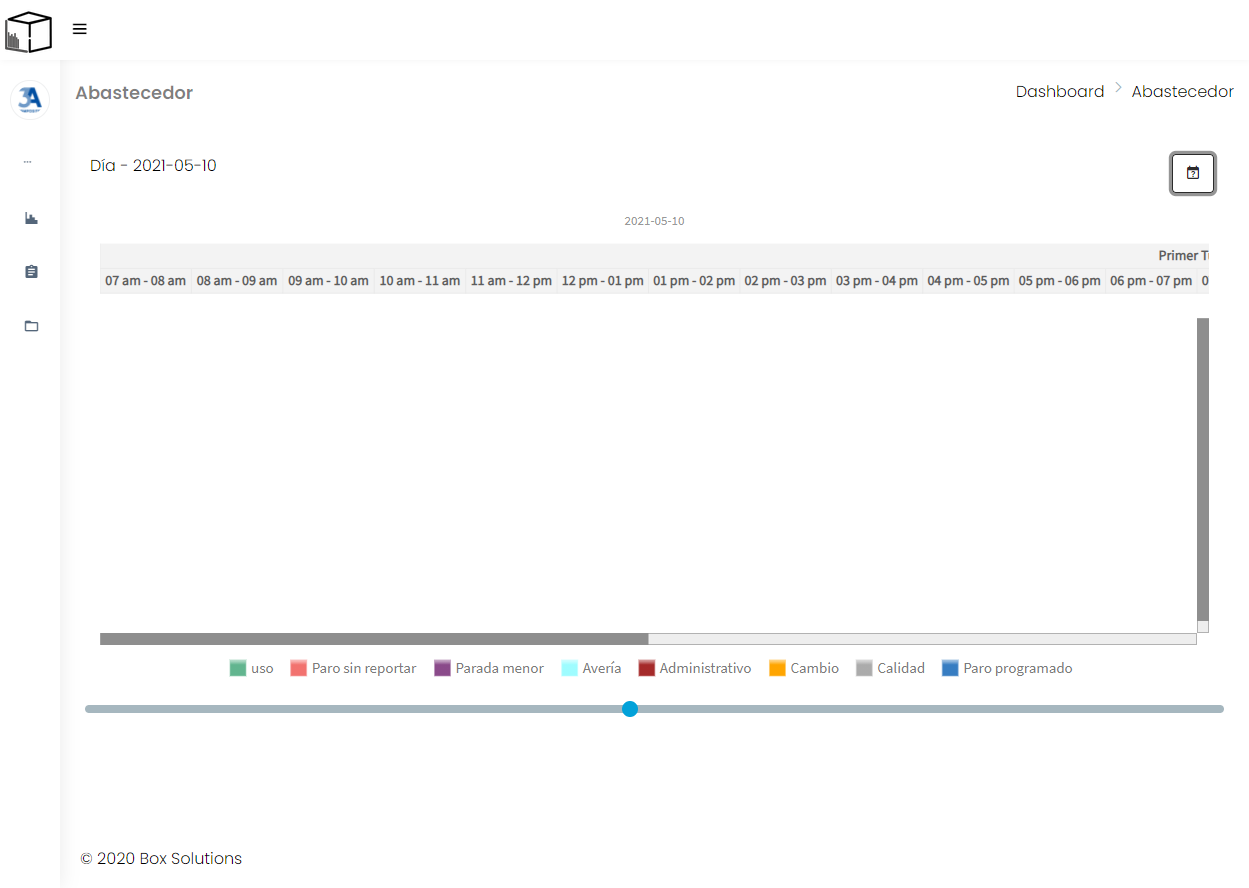 3A
Abastecedor
Dashboard > Abastecedor
Día - 2021-05-10
2021-05-10
Primer
07 am - 08 am 08 am - 09 am 09 am - 10 am 10 am - 11 am 11 am - 12 pm 12 pm - 01 pm 01 pm - 02 pm 02 pm - 03 pm 03 pm - 04 pm 04 pm - 05 pm 05 pm - 06 pm 06 pm - 07 pm
uso Paro sin reportar Parada menor Avería Administrativo Cambio Calidad Paro programado
© 2020 Box Solutions